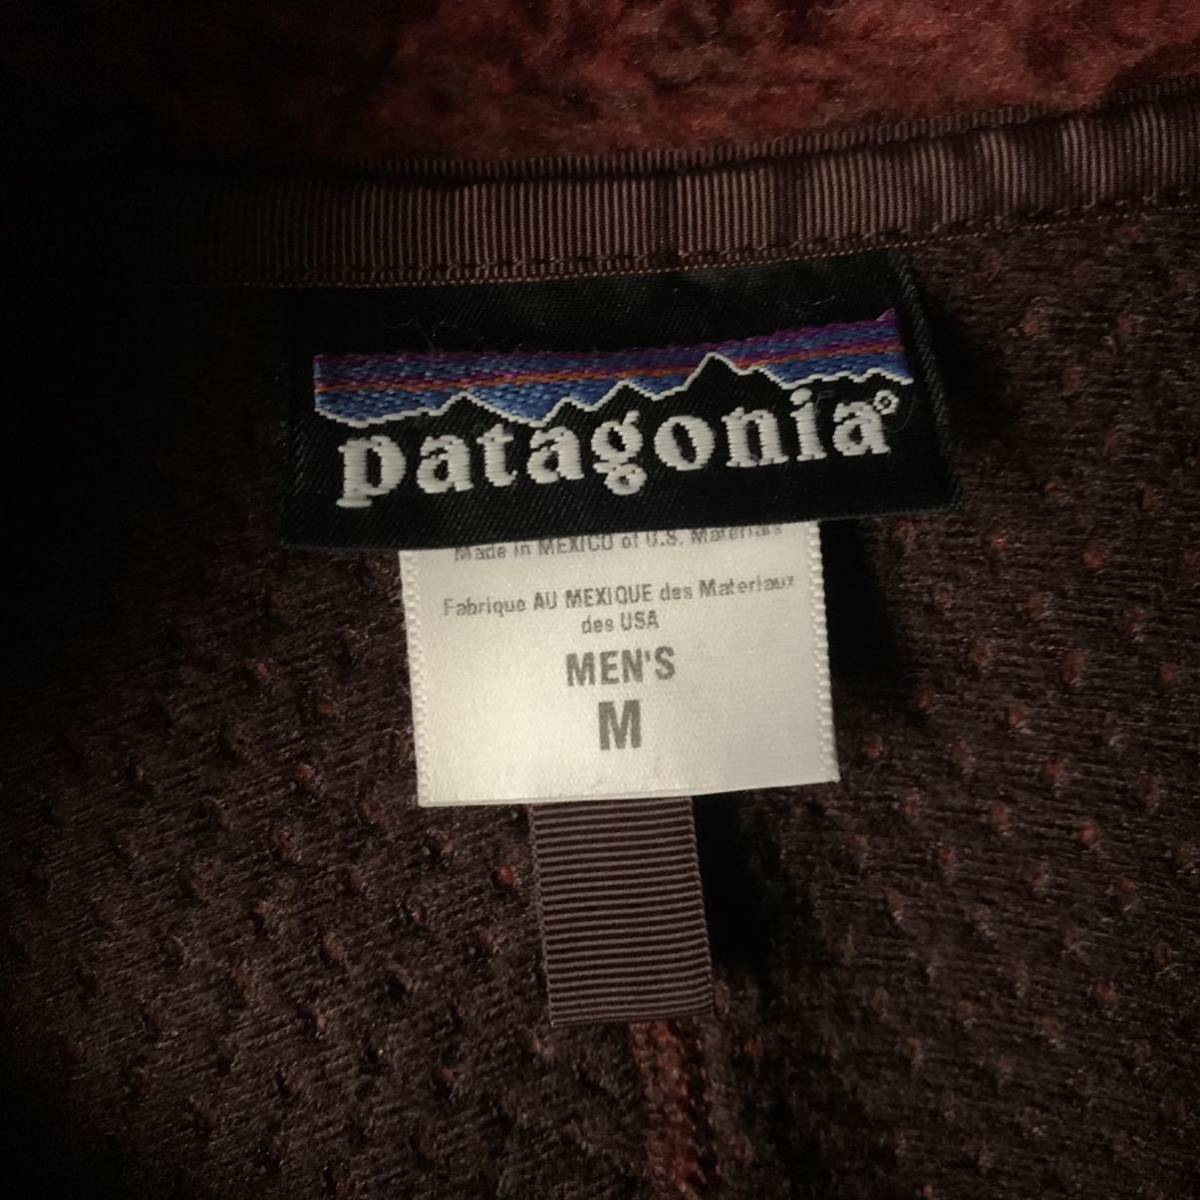 patagonia®
Made in MEXICO of U.S. Materials
Fabrique AU MEXIQUE des Materiaux
des USA
MEN'S
M